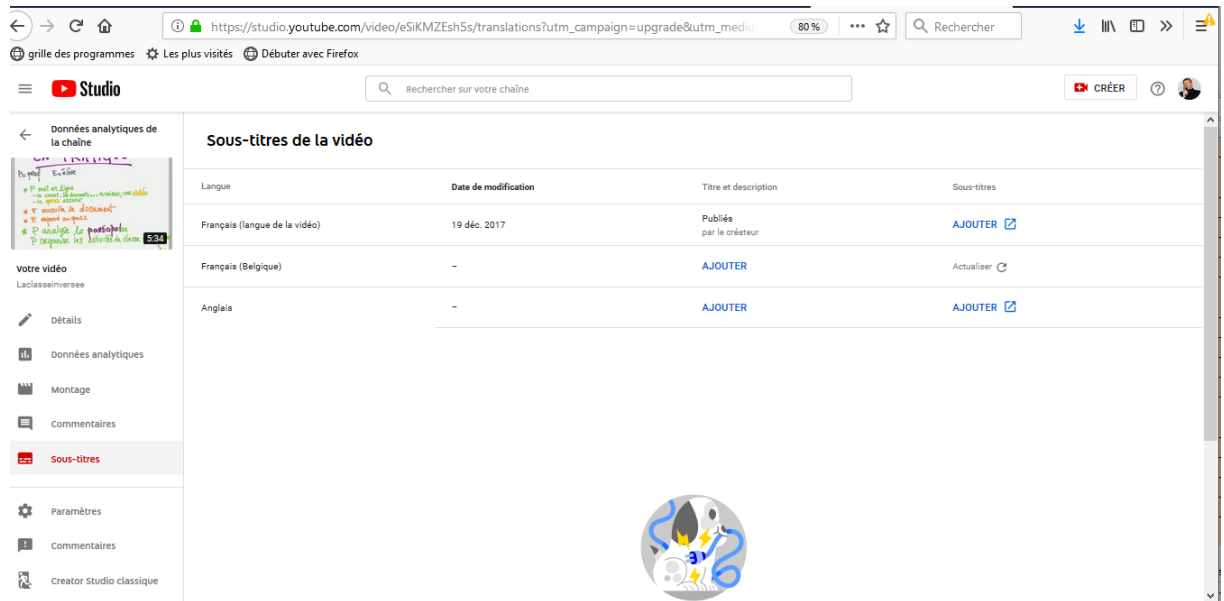 https://studio.youtube.com/video/eSiKMZEsh5s/translations?utm_campaign=upgrade&utm_mediu
80 %
Rechercher
grille des programmes Les plus visités Débuter avec Firefox
Studio
Rechercher sur votre chaîne
CRÉER
Données analytiques de
la chaîne
Sous-titres de la vidéo
EN PRATIQUE
5:34
Langue Date de modification Titre et description Sous-titres
Français (langue de la vidéo) 19 déc. 2017 Publiés AJOUTER
par le créateur
Français (Belgique) – AJOUTER Actualiser
Anglais – AJOUTER AJOUTER
Votre vidéo
Laclasseinversee
Détails
Données analytiques
Montage
Commentaires
Sous-titres
Paramètres
Commentaires
Creator Studio classique